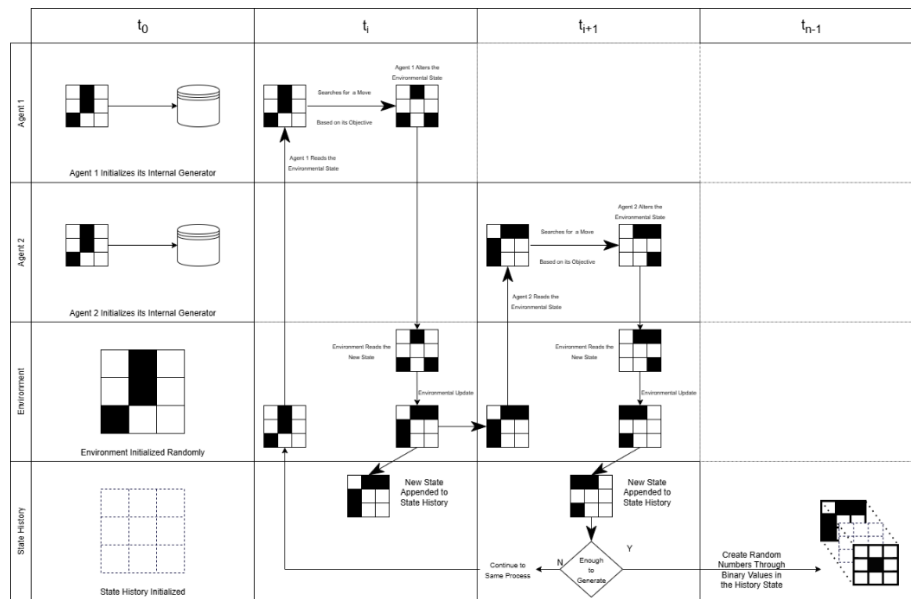 t0 ti ti+1 tn-1
Agent 1
Agent 1 Initializes its Internal Generator
Searches for a Move
Based on its Objective
Agent 1 Alters the
Environmental State
Agent 1 Reads the
Environmental State
Agent 2
Agent 2 Initializes its Internal Generator
Agent 2 Alters the
Environmental State
Searches for a Move
Based on its Objective
Agent 2 Reads the
Environmental State
Environment
Environment Initialized Randomly
Environment Reads the
New State
Environmental Update
Environment Reads the
New State
Environmental Update
State History
State History Initialized
New State
Appended to
State History
New State
Appended to
State History
Continue to
Same Process
N
Enough
to
Generate
Y
Create Random
Numbers Through
Binary Values in
the History State